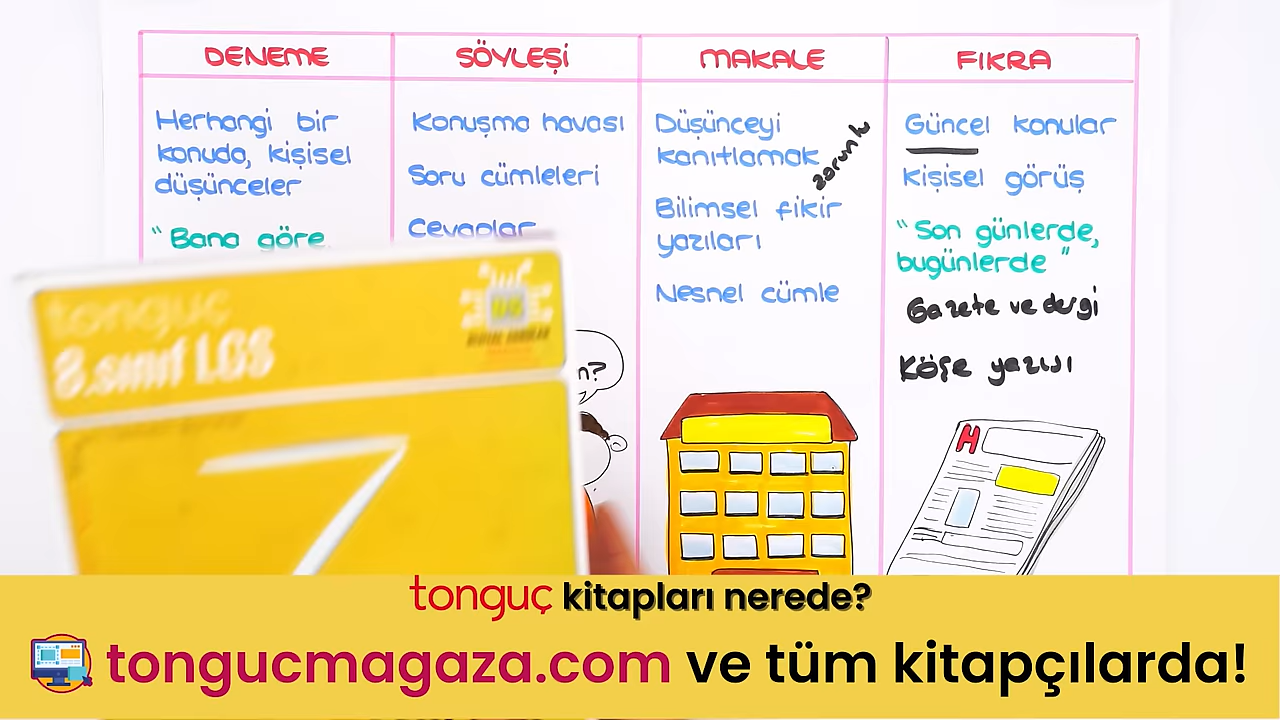 DENEME
Herhangi bir
konuda, kişisel
düşünceler
"Bana göre,
SÖYLEŞİ
Konuşma havası
Soru cümleleri
Cevaplar
n?
MAKALE
Düşünceyi
kanıtlamak
zorunlu
Bilimsel fikir
yazıları
Nesnel cümle
FIKRA
Güncel konular
Kişisel görüş
"Son günlerde,
bugünlerde"
Gazete ve dergi
Köşe yazısı
H
tonguç
8.sınıf LGS
7
tonguç kitapları nerede?
tongucmagaza.com ve tüm kitapçılarda!